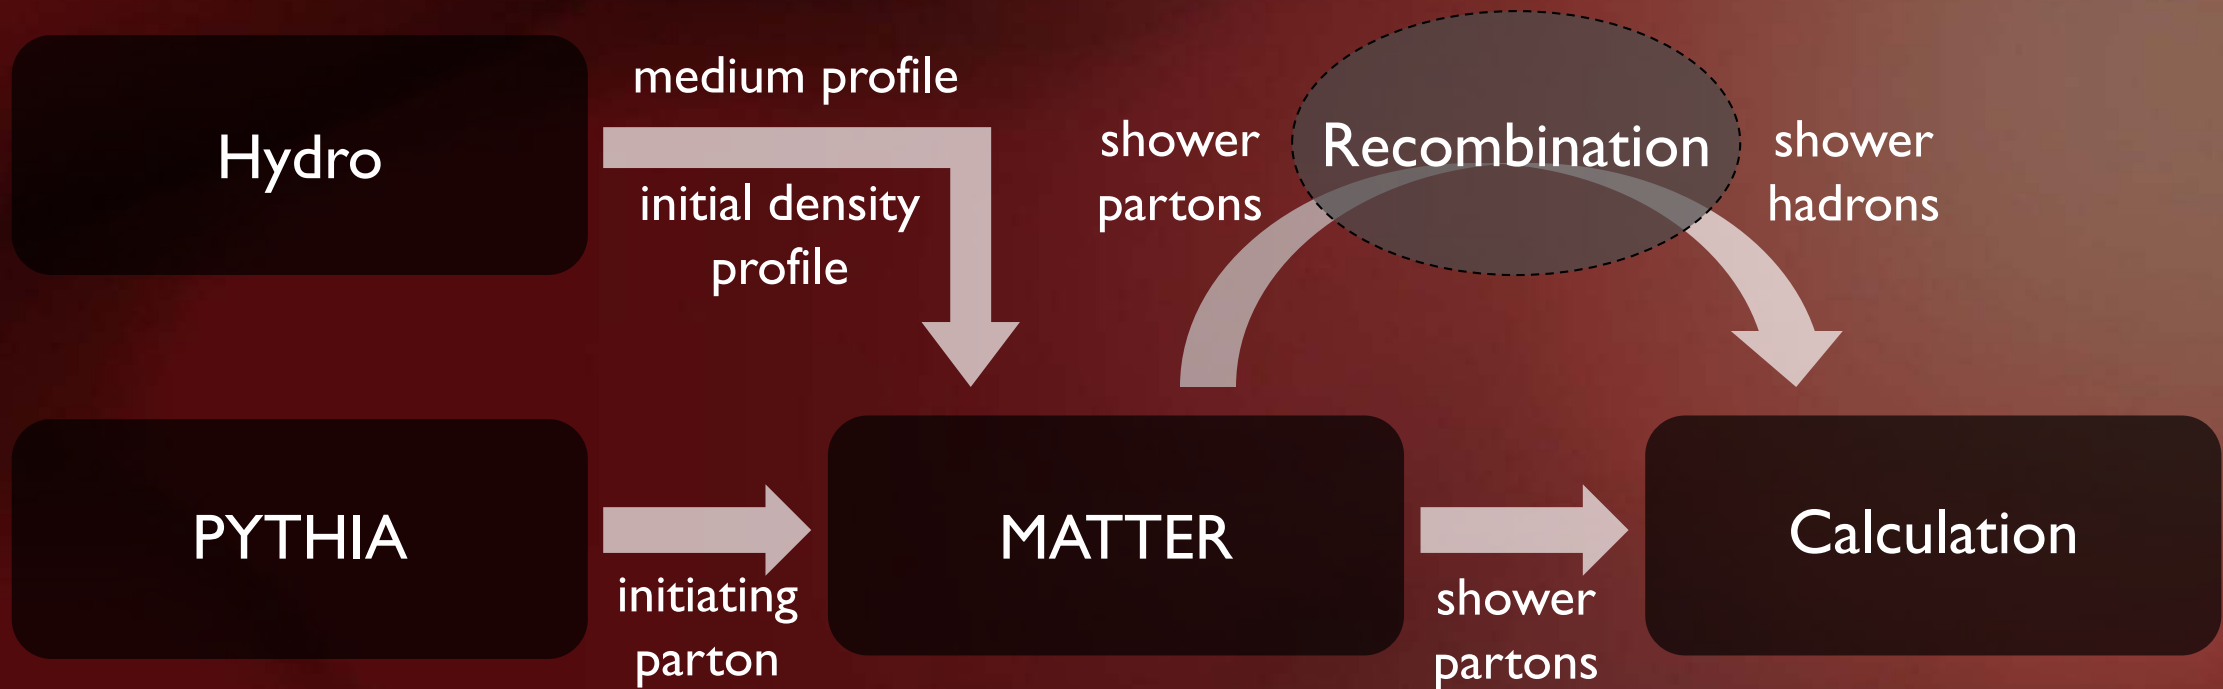 Hydro
medium profile
initial density
profile
shower
partons
Recombination
shower
hadrons
PYTHIA
initiating
parton
MATTER
shower
partons
Calculation